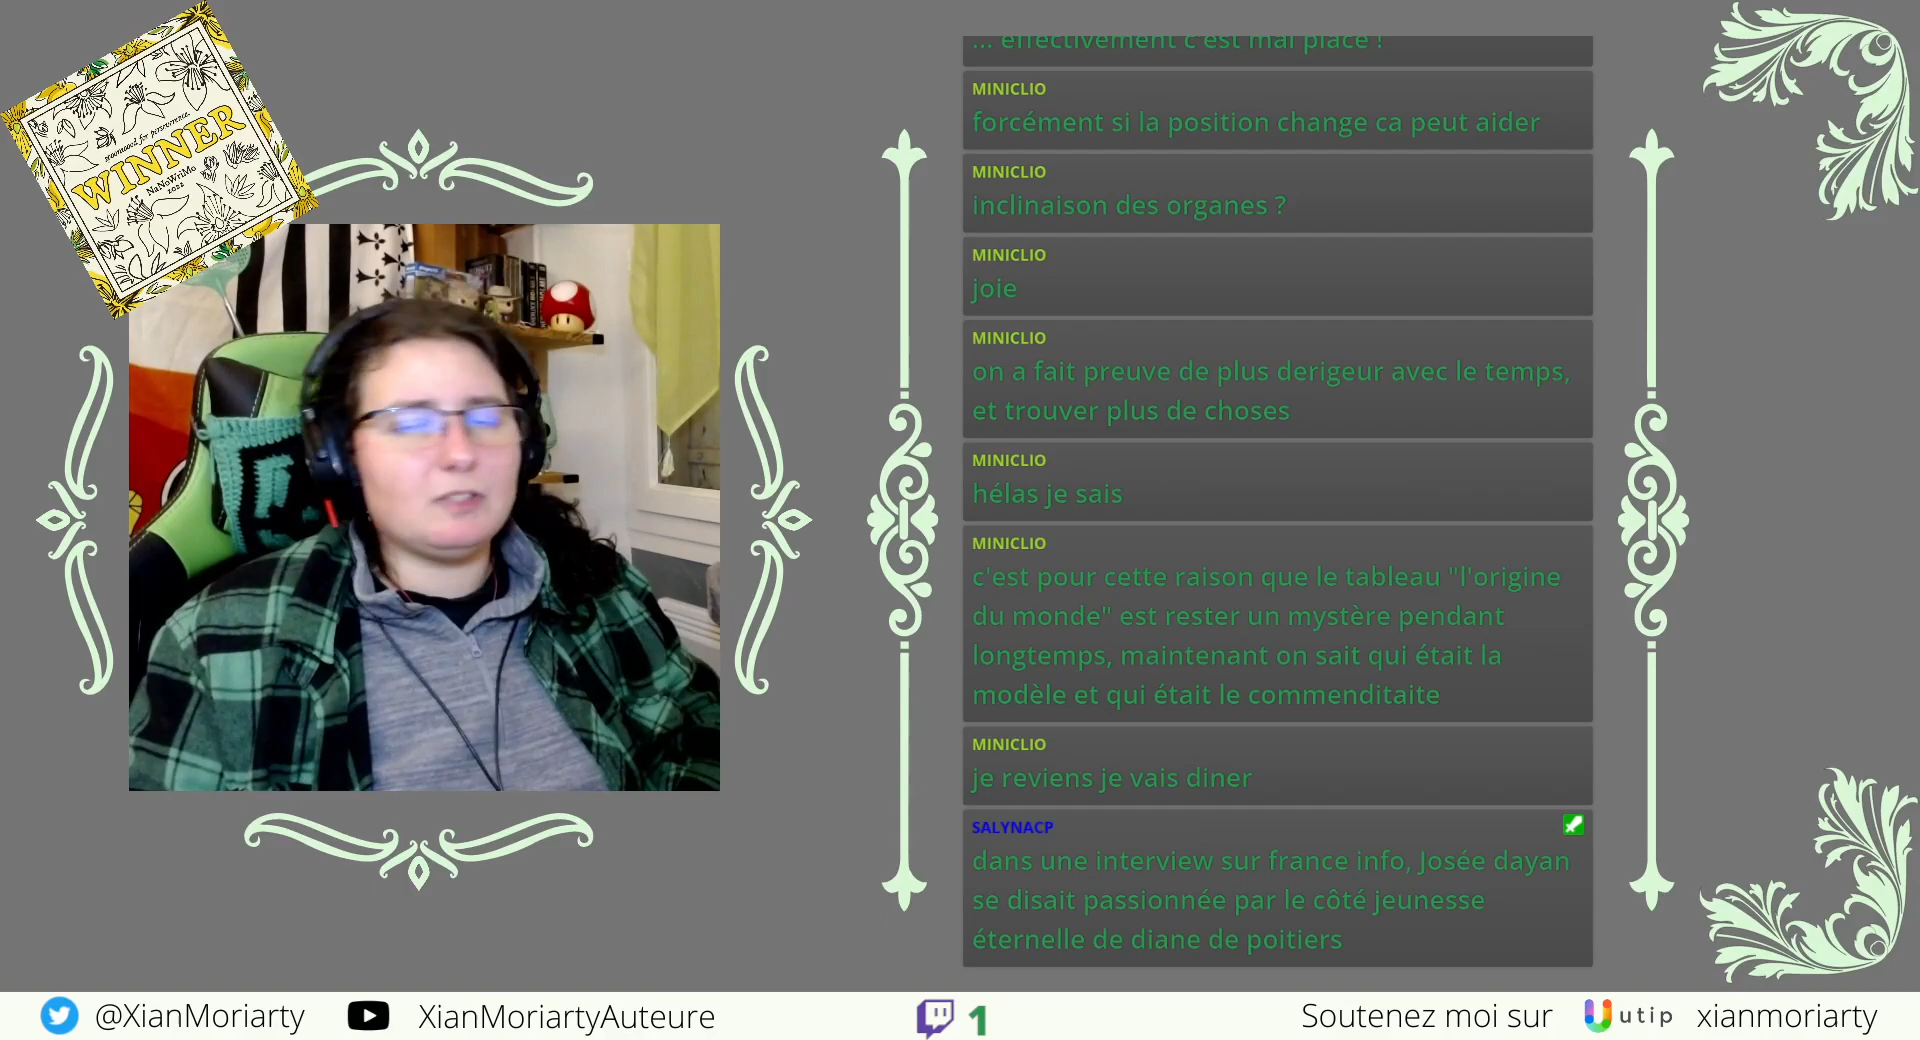 WINNER
NaNoWriMo
2022
... effectivement c'est mal placé !
MINICLIO
forcément si la position change ca peut aider
MINICLIO
inclinaison des organes ?
MINICLIO
joie
MINICLIO
on a fait preuve de plus derigeur avec le temps,
et trouver plus de choses
MINICLIO
hélas je sais
MINICLIO
c'est pour cette raison que le tableau "l'origine
du monde" est rester un mystère pendant
longtemps, maintenant on sait qui était la
modèle et qui était le commenditaite
MINICLIO
je reviens je vais diner
SALYNACP
dans une interview sur france info, Josée dayan
se disait passionnée par le côté jeunesse
éternelle de diane de poitiers
@XianMoriarty
XianMoriartyAuteure
1
Soutenez moi sur
utip
xianmoriarty